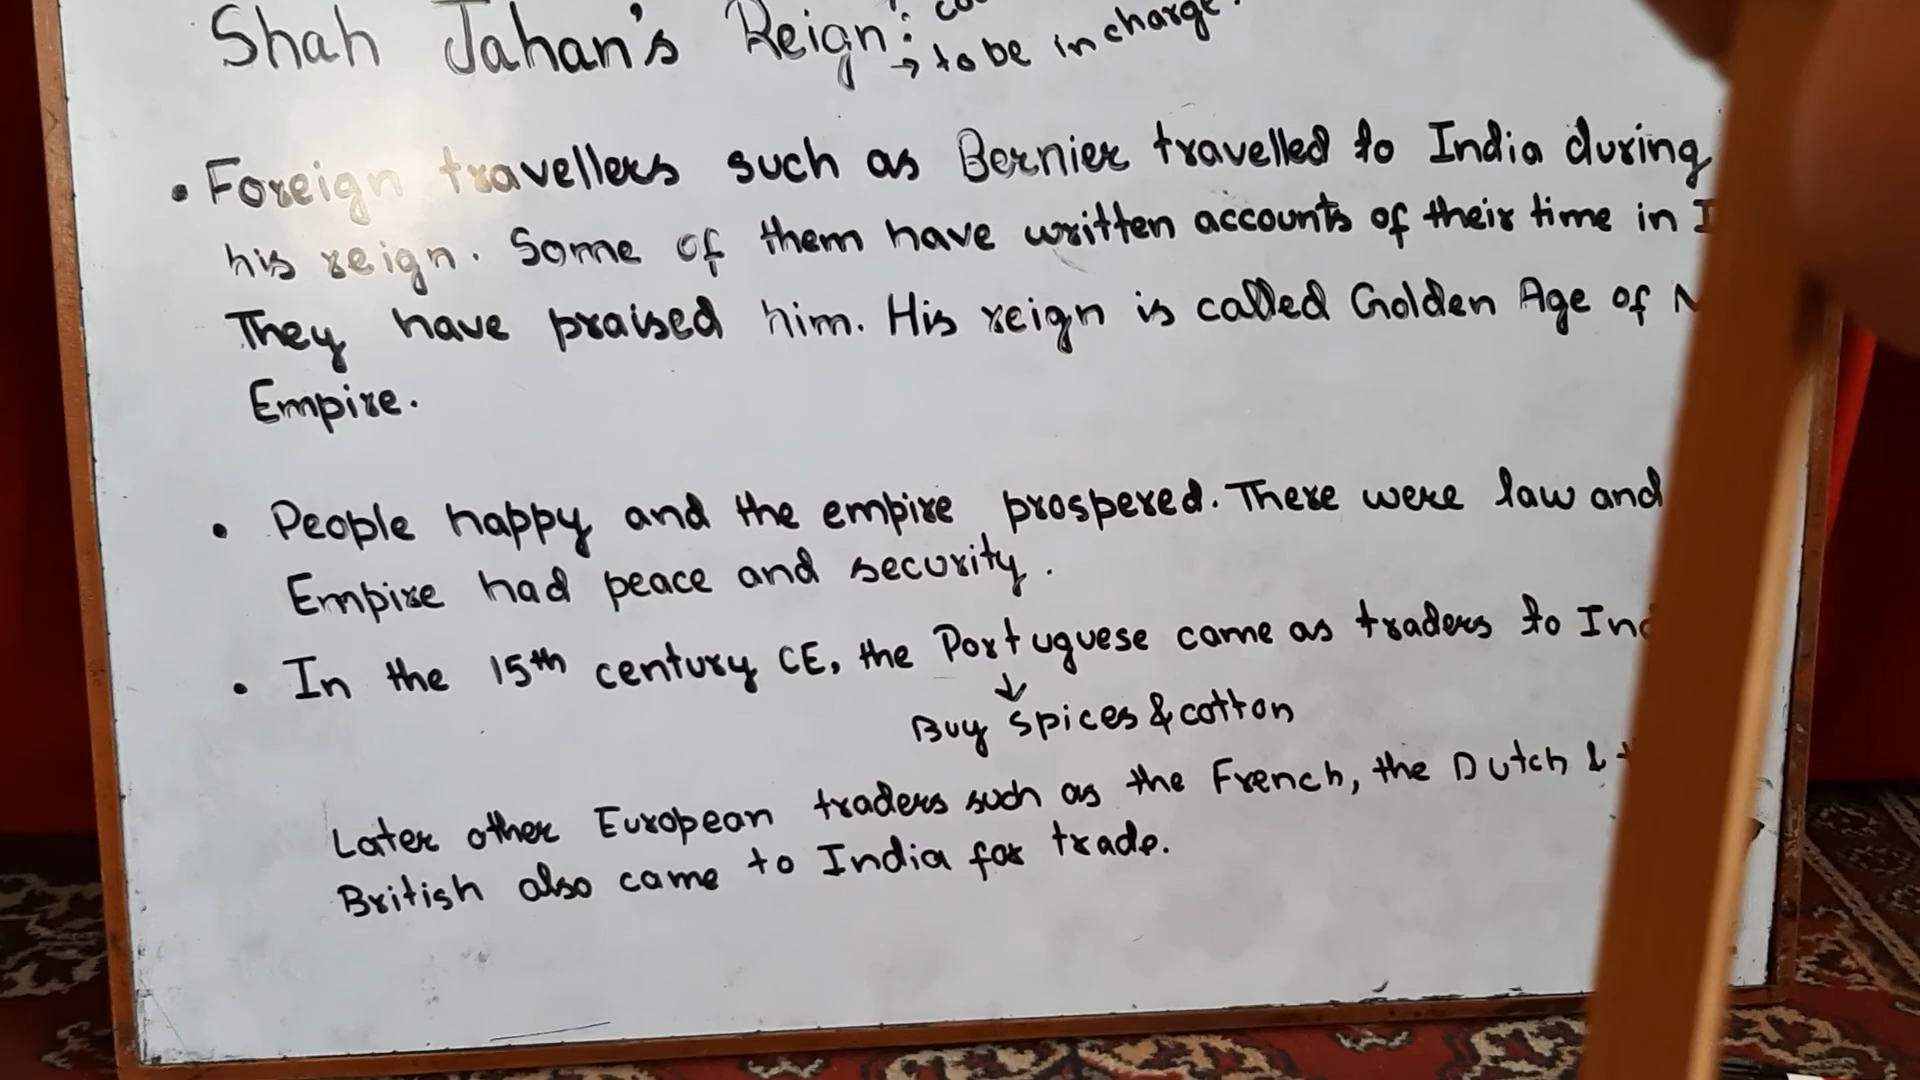 Shah Jahan's Reign:
→ to be in charge.
• Foreign travellers such as Bernier travelled to India during
his reign. Some of them have written accounts of their time in
They have praised him. His reign is called Golden Age of
Empire.
• People happy and the empire prospered. There were law and
Empire had peace and security.
• In the 15th century CE, the Portuguese came as traders to
↓
Buy spices & cotton
Later other European traders such as the French, the Dutch &
British also came to India for trade.